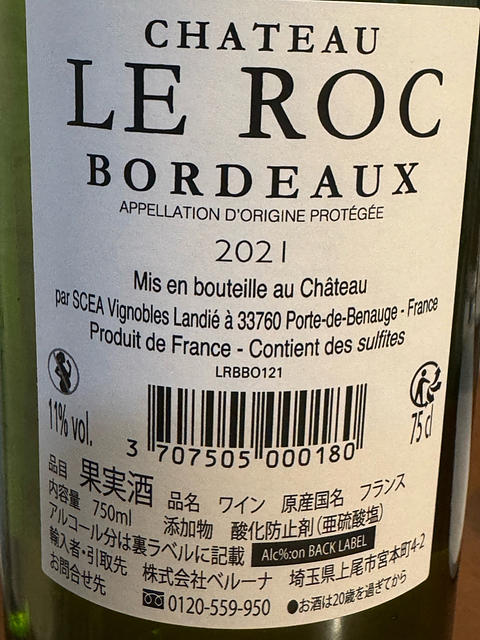 CHATEAU
LE ROC
BORDEAUX
APPELLATION D'ORIGINE PROTÉGÉE
2021
Mis en bouteille au Château
par SCEA Vignobles Landié à 33760 Porte-de-Benauge - France
Produit de France - Contient des sulfites
LRBBO121
11% vol.
75 cl
3 707505 000180
品目 果実酒 品名 ワイン 原産国名 フランス
内容量 750ml 添加物 酸化防止剤(亜硫酸塩)
アルコール分は裏ラベルに記載 Alc%:on BACK LABEL
輸入者・引取先 株式会社ベルーナ 埼玉県上尾市宮本町4-2
お問合せ先 0120-559-950 ●お酒は20歳を過ぎてから